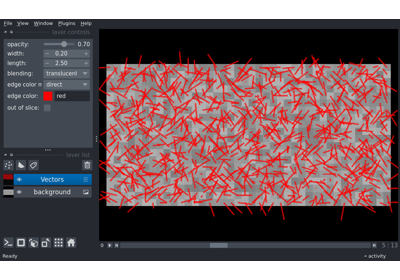 File View Window Plugins Help
layer controls
opacity: 0.70
width: 0.20
length: 2.50
blending: translucent
edge color m direct
edge color: red
out of slice:
layer list
Vectors
background
0 5 13
Ready activity